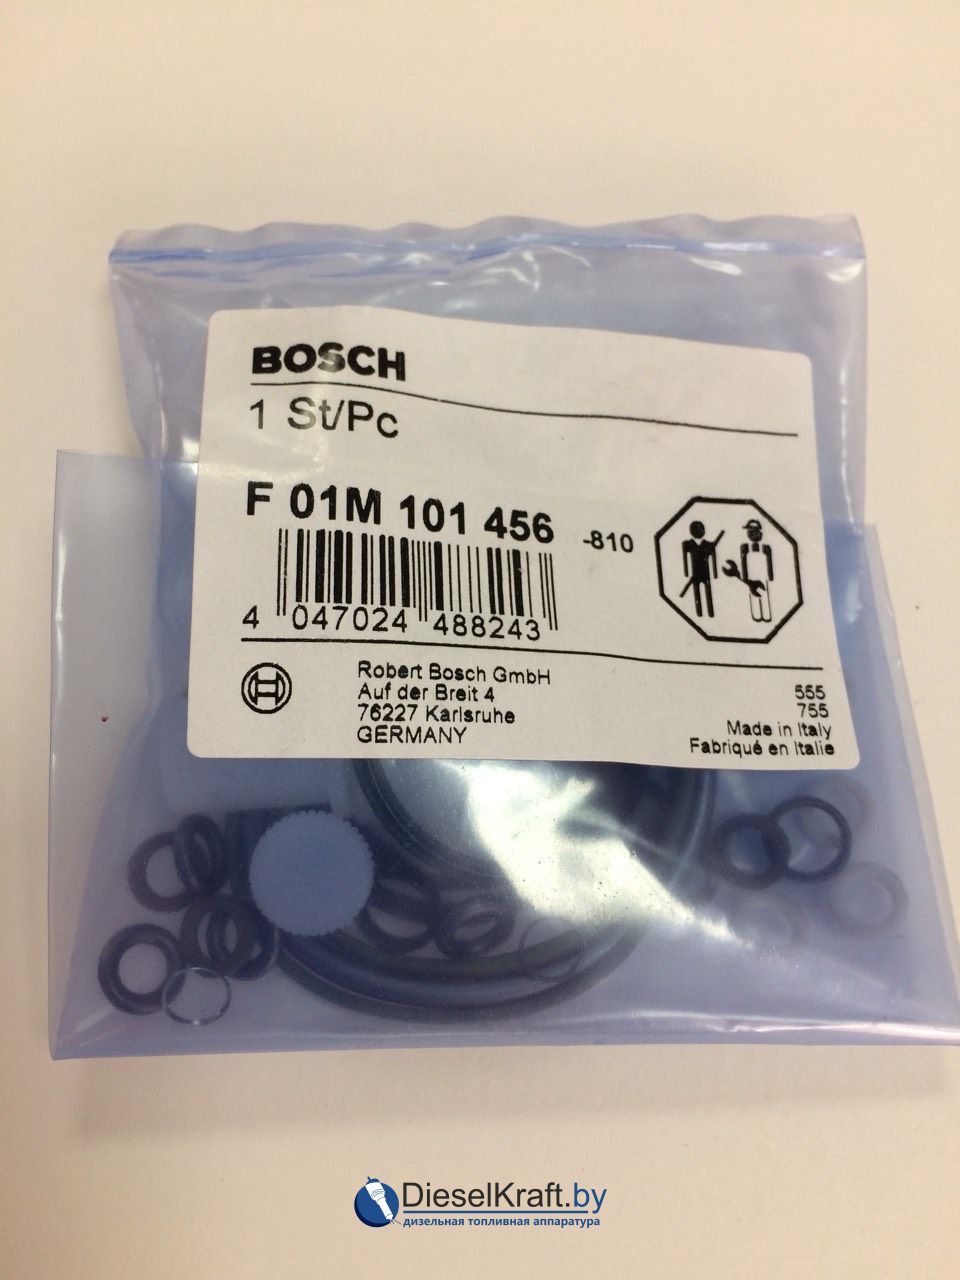 BOSCH
1 St/Pc
F 01M 101 456 -810
4 047024 488243
Robert Bosch GmbH
Auf der Breit 4
76227 Karlsruhe
GERMANY
555
755
Made in Italy
Fabriqué en Italie
DieselKraft.by
дизельная топливная аппаратура